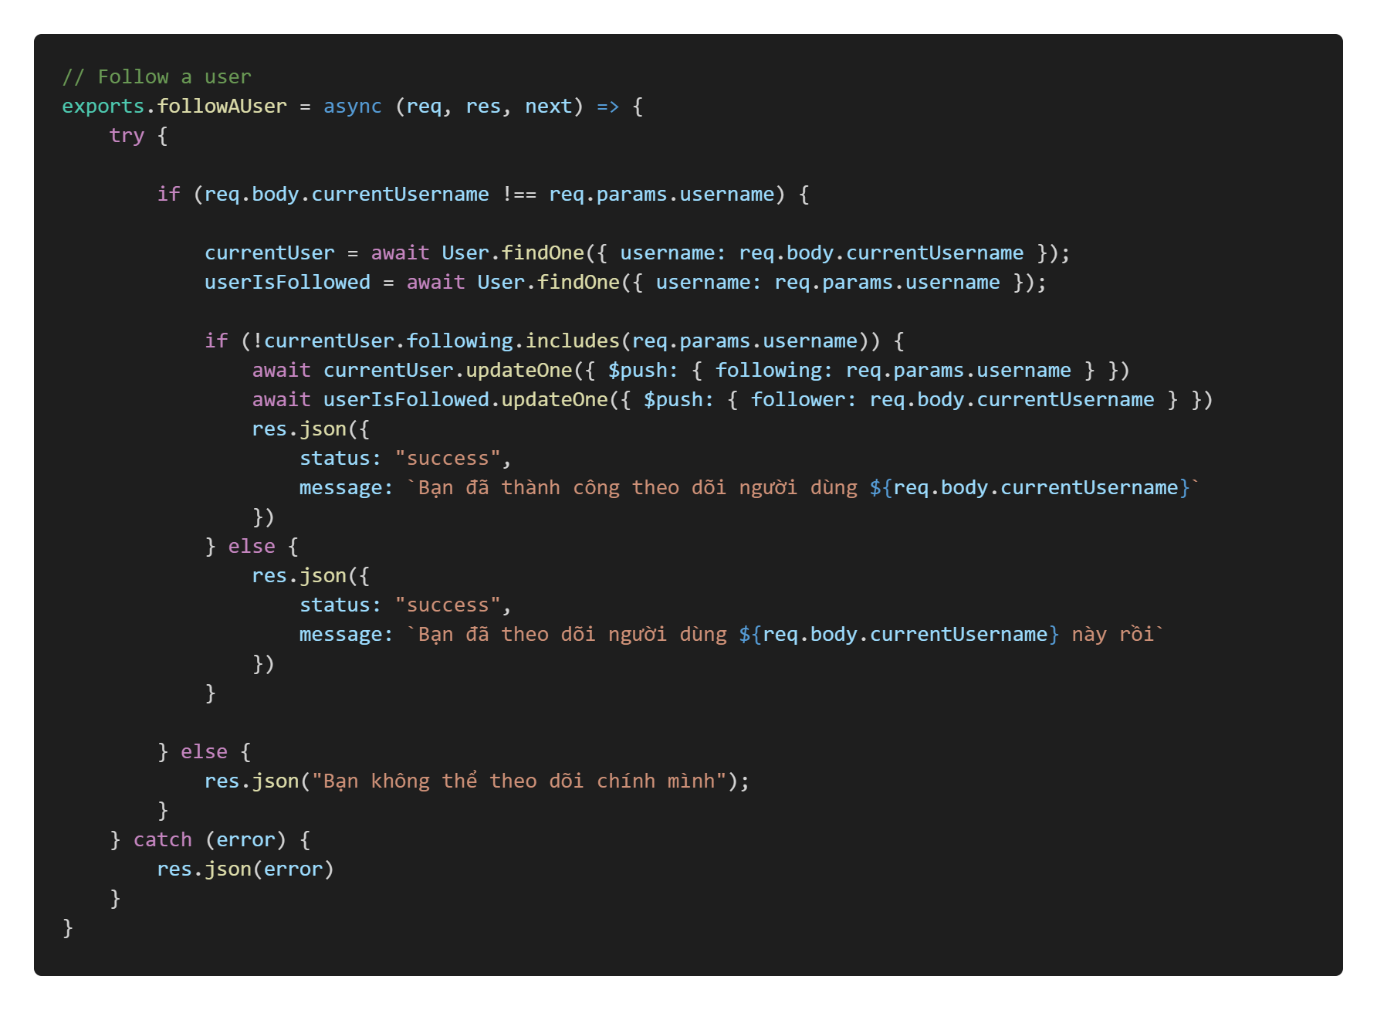 // Follow a user
exports.followAUser = async (req, res, next) => {
    try {

        if (req.body.currentUsername !== req.params.username) {

            currentUser = await User.findOne({ username: req.body.currentUsername });
            userIsFollowed = await User.findOne({ username: req.params.username });

            if (!currentUser.following.includes(req.params.username)) {
                await currentUser.updateOne({ $push: { following: req.params.username } })
                await userIsFollowed.updateOne({ $push: { follower: req.body.currentUsername } })
                res.json({
                    status: "success",
                    message: `Bạn đã thành công theo dõi người dùng ${req.body.currentUsername}`
                })
            } else {
                res.json({
                    status: "success",
                    message: `Bạn đã theo dõi người dùng ${req.body.currentUsername} này rồi`
                })
            }

        } else {
            res.json("Bạn không thể theo dõi chính mình");
        }
    } catch (error) {
        res.json(error)
    }
}